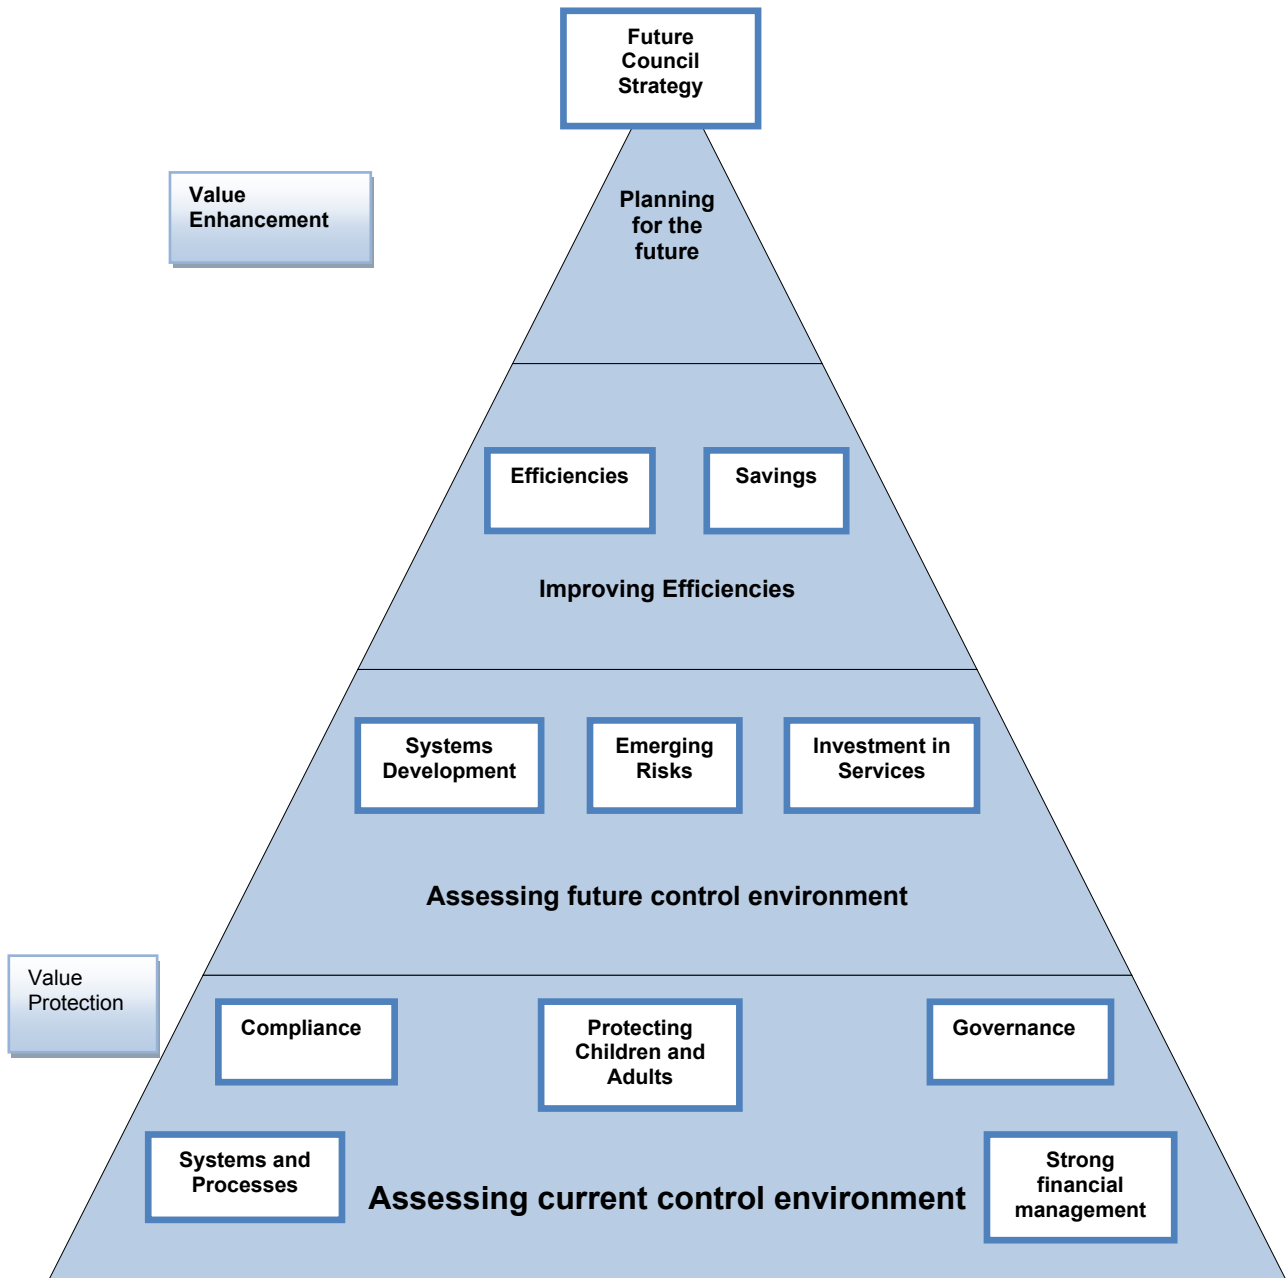 Future
Council
Strategy
Value
Enhancement
Planning
for the
future
Efficiencies
Savings
Improving Efficiencies
Systems
Development
Emerging
Risks
Investment in
Services
Assessing future control environment
Value
Protection
Compliance
Protecting
Children and
Adults
Governance
Systems and
Processes
Strong
financial
management
Assessing current control environment